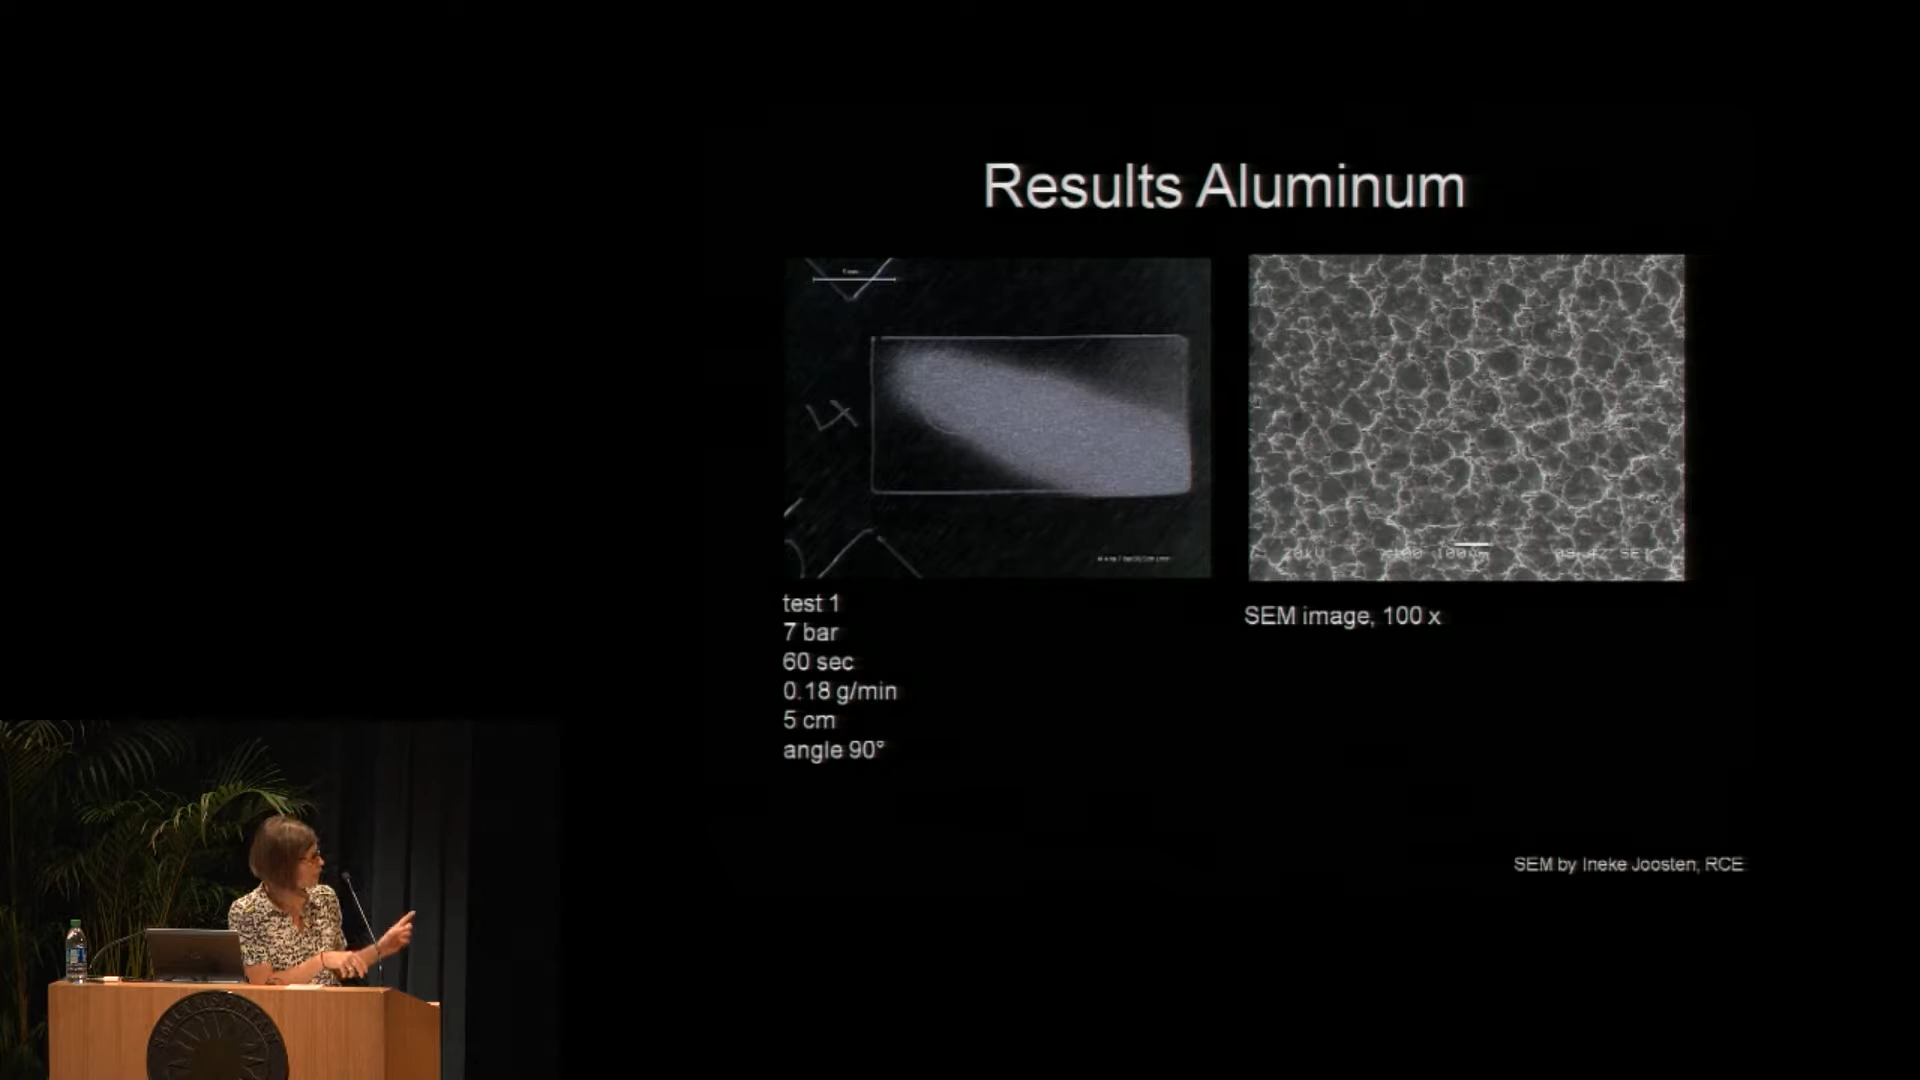 Results Aluminum
test 1
7 bar
60 sec
0.18 g/min
5 cm
angle 90°
SEM image, 100 x
SEM by Ineke Joosten, RCE